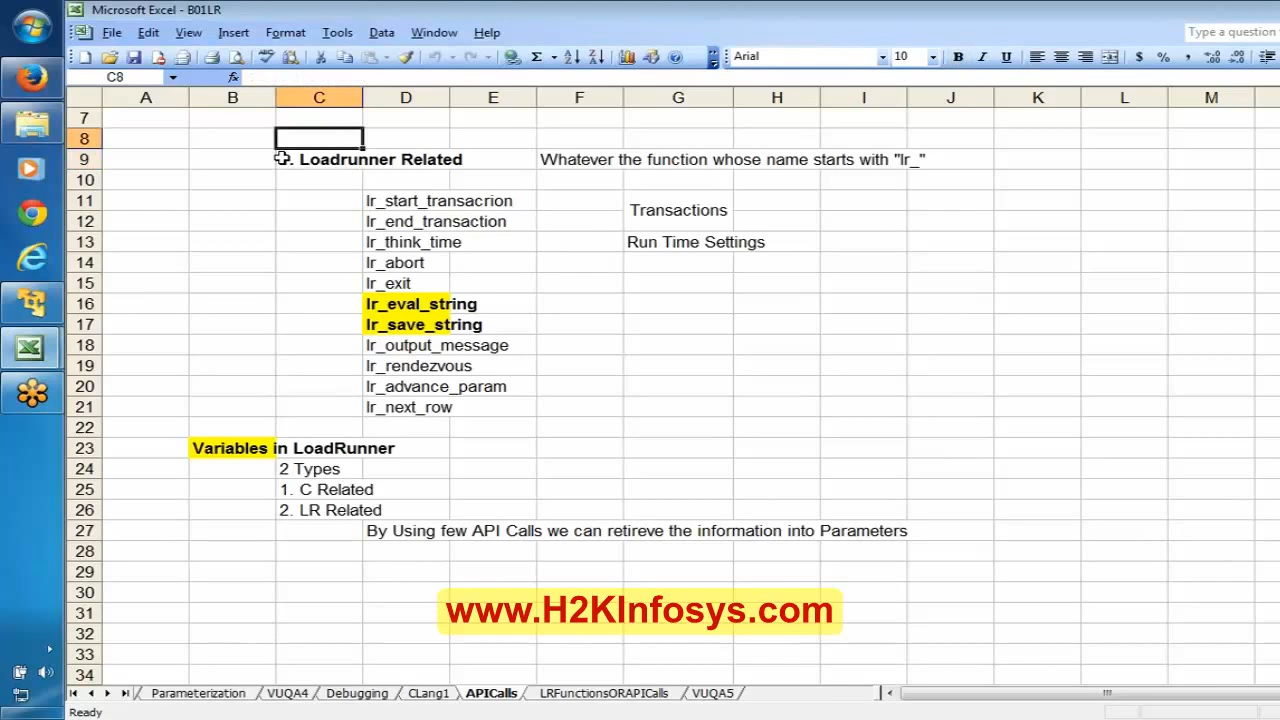 Microsoft Excel - B01LR
File Edit View Insert Format Tools Data Window Help
Type a question
Arial 10 B I U $ %
C8 fx
A B C D E F G H I J K L M
7
8
9 . Loadrunner Related Whatever the function whose name starts with "lr_"
10
11 lr_start_transacrion
Transactions
12 lr_end_transaction
13 lr_think_time Run Time Settings
14 lr_abort
15 lr_exit
16 lr_eval_string
17 lr_save_string
18 lr_output_message
19 lr_rendezvous
20 lr_advance_param
21 lr_next_row
22
23 Variables in LoadRunner
24 2 Types
25 1. C Related
26 2. LR Related
27 By Using few API Calls we can retireve the information into Parameters
28
29
30
31
32
33
34
www.H2KInfosys.com
Parameterization VUQA4 Debugging CLang1 APICalls LRFunctionsORAPICalls VUQA5
Ready